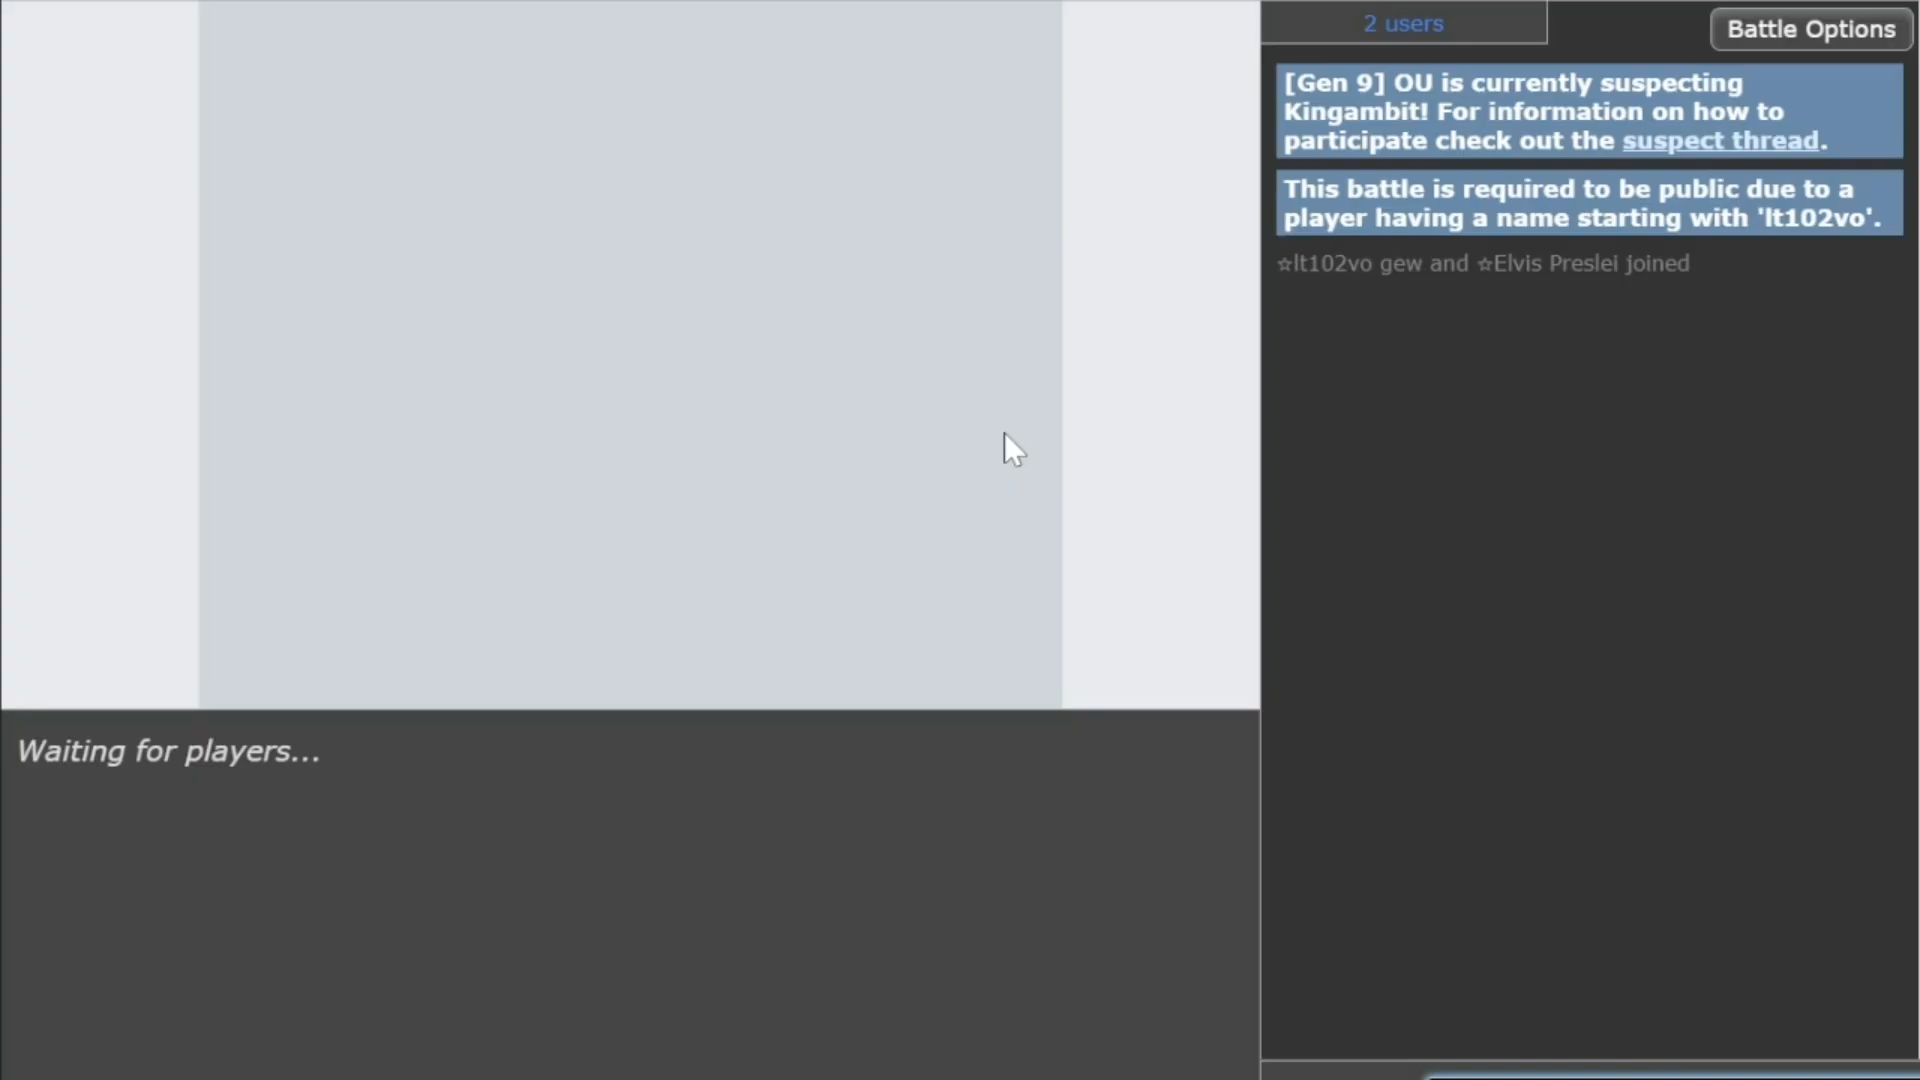 2 users
Battle Options
[Gen 9] OU is currently suspecting
Kingambit! For information on how to
participate check out the suspect thread.
This battle is required to be public due to a
player having a name starting with 'lt102vo'.
☆lt102vo gew and ☆Elvis Preslei joined
Waiting for players...